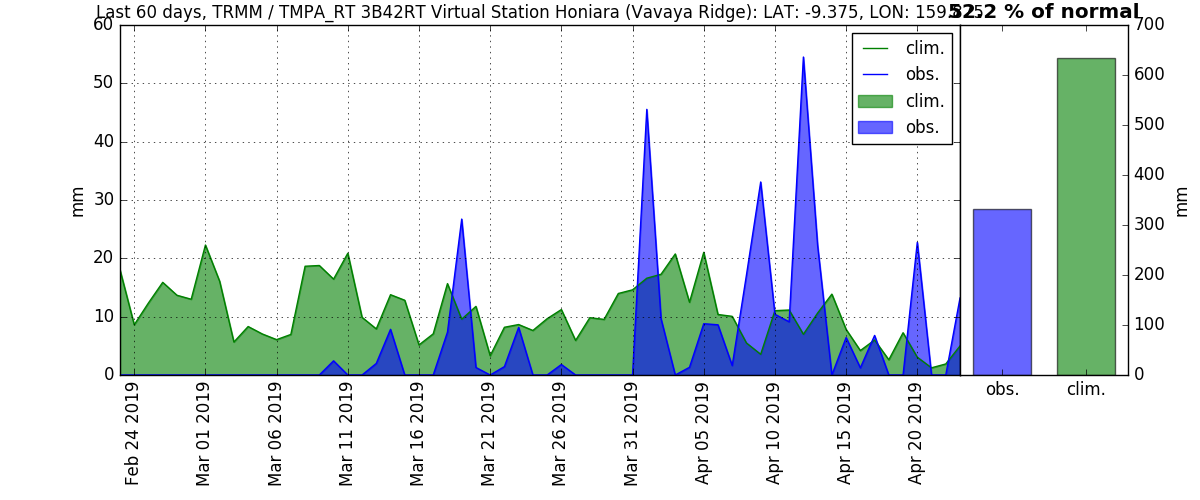 Last 60 days, TRMM / TMPA_RT 3B42RT Virtual Station Honiara (Vavaya Ridge): LAT: -9.375, LON:
52.2 % of normal
60
50
40
30
20
10
0
mm
clim.
obs.
clim.
obs.
Feb 24 2019
Mar 01 2019
Mar 06 2019
Mar 11 2019
Mar 16 2019
Mar 21 2019
Mar 26 2019
Mar 31 2019
Apr 05 2019
Apr 10 2019
Apr 15 2019
Apr 20 2019
700
600
500
400
300
200
100
0
mm
obs.
clim.